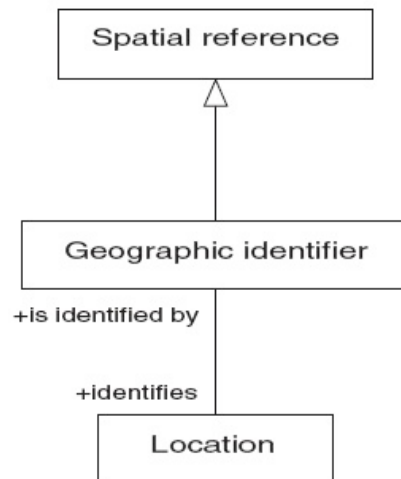 Spatial reference
Geographic identifier
+is identified by
+identifies
Location